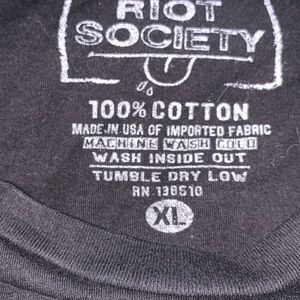 RIOT
SOCIETY
100% COTTON
MADE IN USA OF IMPORTED FABRIC
MACHINE WASH COLD
WASH INSIDE OUT
TUMBLE DRY LOW
RN.138510
XL